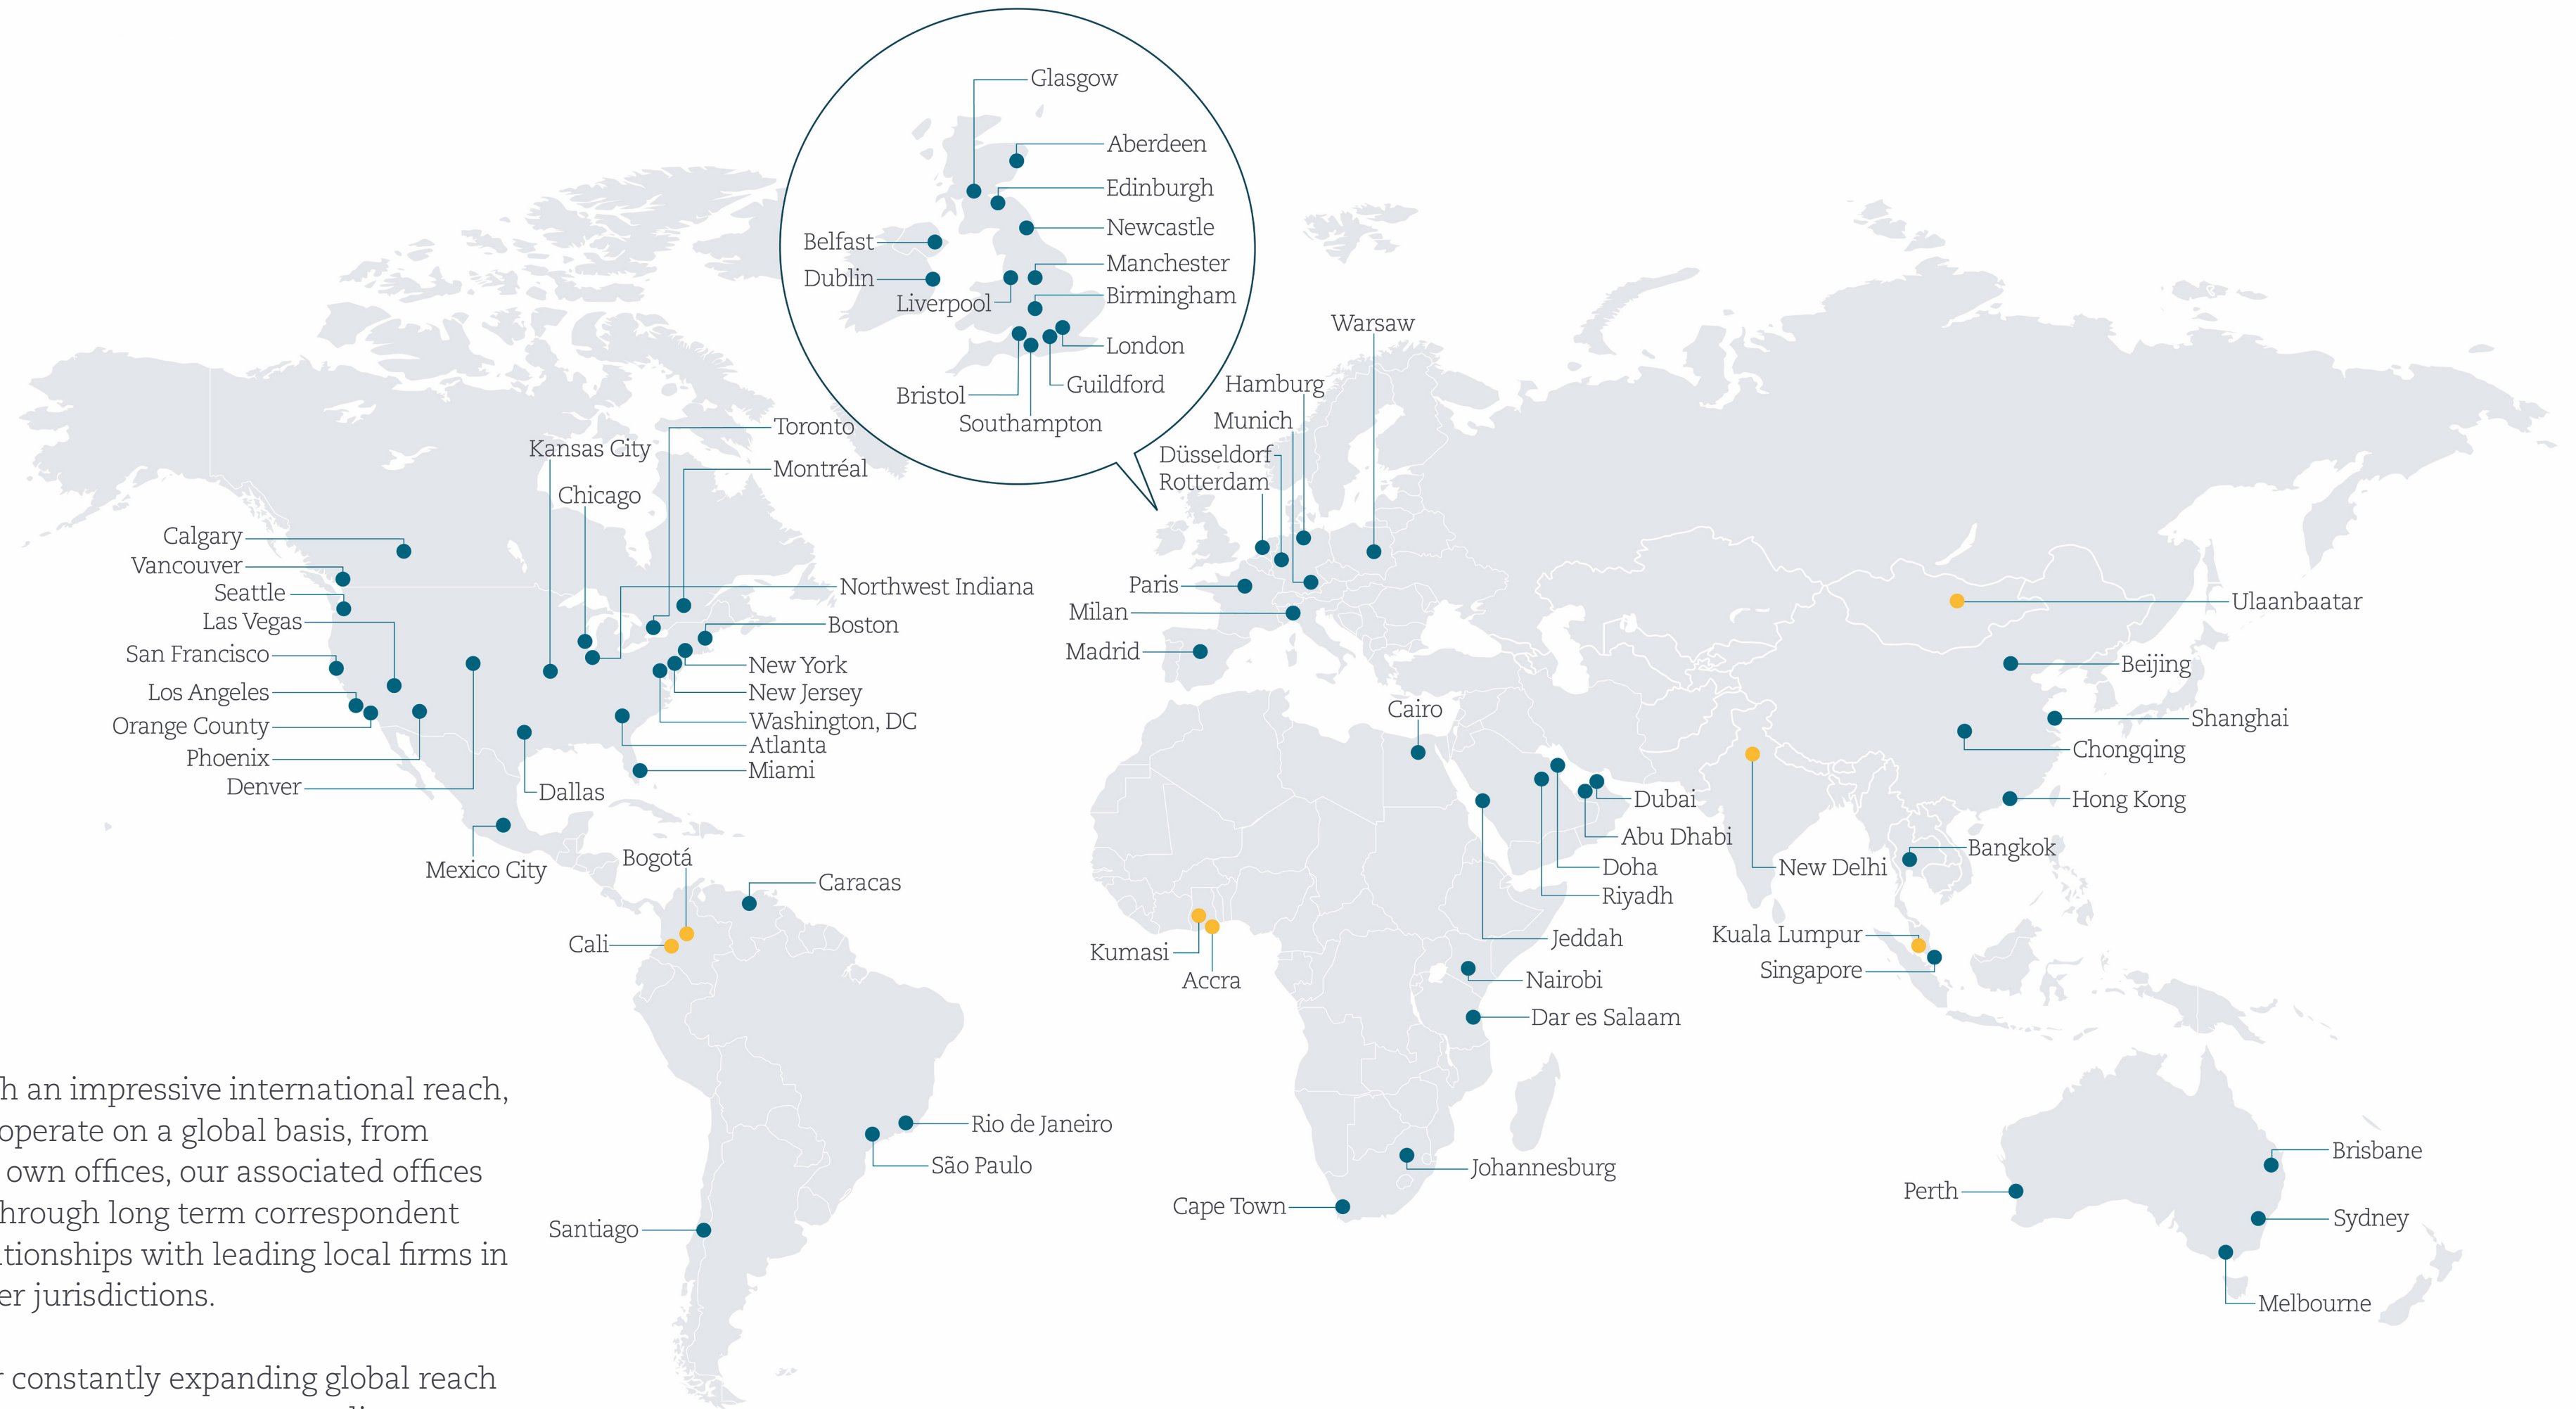 Glasgow
Aberdeen
Edinburgh
Newcastle
Belfast
Manchester
Dublin
Liverpool
Birmingham
London
Guildford
Bristol
Southampton
Toronto
Kansas City
Montréal
Chicago
Calgary
Vancouver
Seattle
Las Vegas
San Francisco
Los Angeles
Orange County
Phoenix
Denver
Northwest Indiana
Boston
New York
New Jersey
Washington, DC
Atlanta
Miami
Dallas
Mexico City
Bogotá
Caracas
Cali
Rio de Janeiro
São Paulo
Santiago
Warsaw
Hamburg
Munich
Düsseldorf
Rotterdam
Paris
Milan
Madrid
Cairo
Dubai
Abu Dhabi
Doha
Riyadh
Jeddah
Kumasi
Accra
Nairobi
Dar es Salaam
Johannesburg
Cape Town
Ulaanbaatar
Beijing
Shanghai
Chongqing
Hong Kong
Bangkok
New Delhi
Kuala Lumpur
Singapore
Brisbane
Perth
Sydney
Melbourne
h an impressive international reach,
operate on a global basis, from
own offices, our associated offices
hrough long term correspondent
tionships with leading local firms in
er jurisdictions.
r constantly expanding global reach